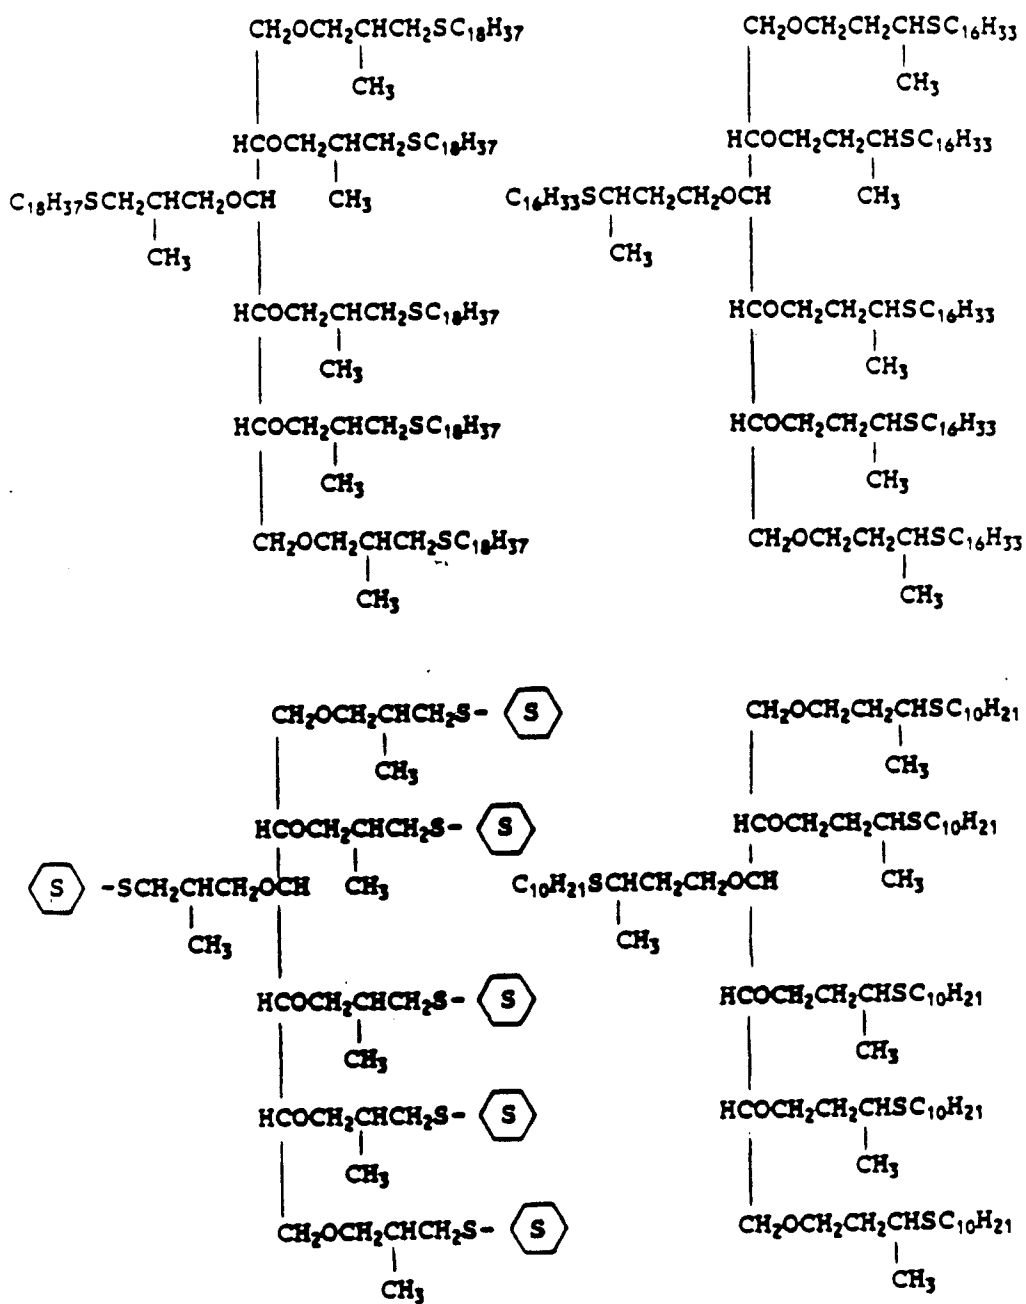 CH₂OCH₂CHCH₂SC₁₈H₃₇ CH₂OCH₂CH₂CHSC₁₆H₃₃
CH₃ CH₃
HCOCH₂CHCH₂SC₁₈H₃₇ HCOCH₂CH₂CHSC₁₆H₃₃
C₁₈H₃₇SCH₂CHCH₂OCH CH₃ C₁₆H₃₃SCHCH₂CH₂OCH CH₃
CH₃ CH₃
HCOCH₂CHCH₂SC₁₈H₃₇ HCOCH₂CH₂CHSC₁₆H₃₃
CH₃ CH₃
HCOCH₂CHCH₂SC₁₈H₃₇ HCOCH₂CH₂CHSC₁₆H₃₃
CH₃ CH₃
CH₂OCH₂CHCH₂SC₁₈H₃₇ CH₂OCH₂CH₂CHSC₁₆H₃₃
CH₃ CH₃
CH₂OCH₂CHCH₂S- S CH₂OCH₂CH₂CHSC₁₀H₂₁
CH₃ CH₃
HCOCH₂CHCH₂S- S HCOCH₂CH₂CHSC₁₀H₂₁
S -SCH₂CHCH₂OCH CH₃ C₁₀H₂₁SCHCH₂CH₂OCH CH₃
CH₃ CH₃
HCOCH₂CHCH₂S- S HCOCH₂CH₂CHSC₁₀H₂₁
CH₃ CH₃
HCOCH₂CHCH₂S- S HCOCH₂CH₂CHSC₁₀H₂₁
CH₃ CH₃
CH₂OCH₂CHCH₂S- S CH₂OCH₂CH₂CHSC₁₀H₂₁
CH₃ CH₃